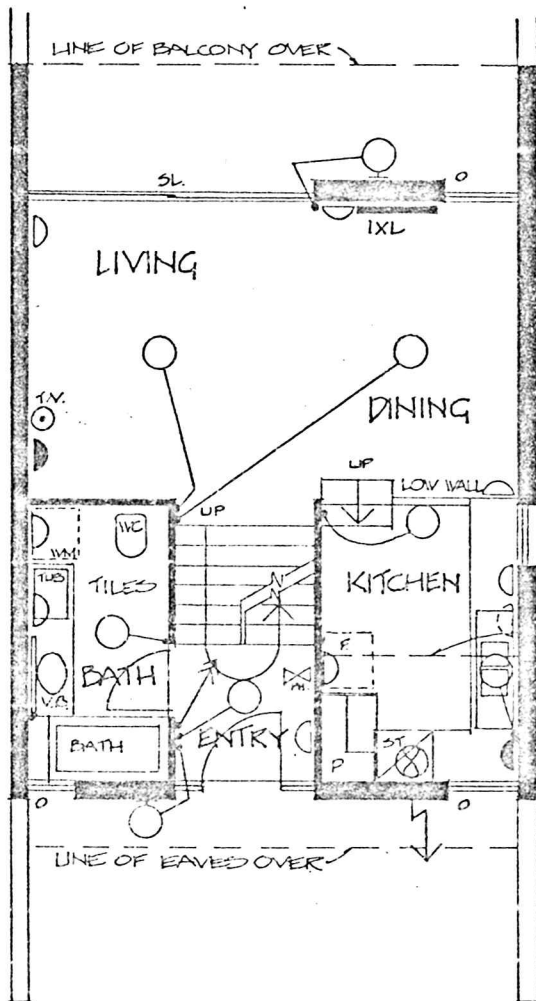 LINE OF BALCONY OVER
SL.
O
IXL
LIVING
T.V.
DINING
UP
LOW WALL
UP
WC
WM
TUB
TILES
KITCHEN
BATH
V.B.
F.
PH
BATH
ENTRY
P
ST
O
O
LINE OF EAVES OVER